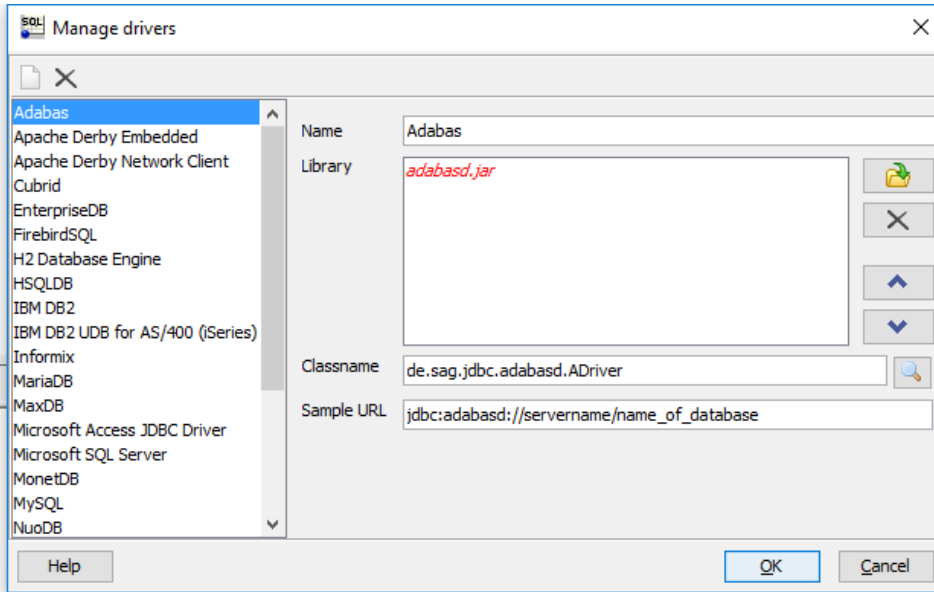 SQL
Manage drivers
Adabas
Apache Derby Embedded
Apache Derby Network Client
Cubrid
EnterpriseDB
FirebirdSQL
H2 Database Engine
HSQLDB
IBM DB2
IBM DB2 UDB for AS/400 (iSeries)
Informix
MariaDB
MaxDB
Microsoft Access JDBC Driver
Microsoft SQL Server
MonetDB
MySQL
NuoDB
Name
Adabas
Library
adabasd.jar
Classname
de.sag.jdbc.adabasd.ADriver
Sample URL
jdbc:adabasd://servername/name_of_database
Help
OK
Cancel